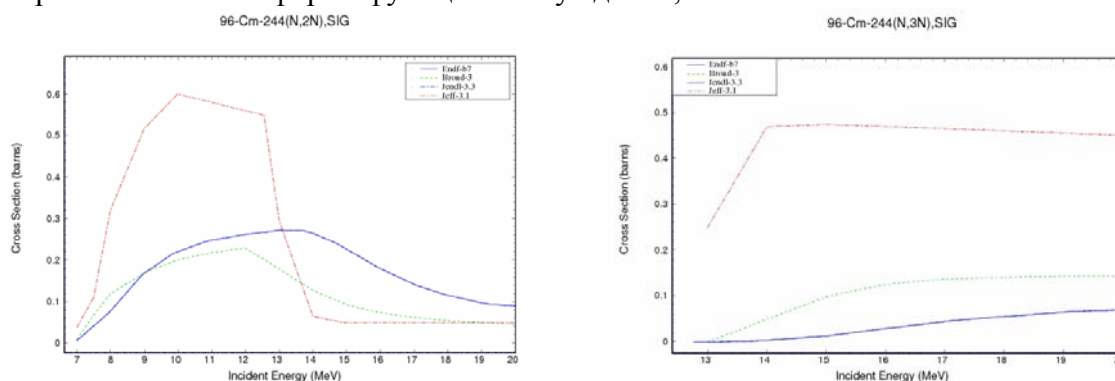 96-Cm-244(N,2N),SIG
Endf-b7
Broud-3
Jendl-3.3
Jeff-3.1
0.6
0.5
0.4
0.3
0.2
0.1
0
Cross Section (barns)
7 8 9 10 11 12 13 14 15 16 17 18 19 20
Incident Energy (MeV)
96-Cm-244(N,3N),SIG
Endf-b7
Broud-3
Jendl-3.3
Jeff-3.1
0.6
0.5
0.4
0.3
0.2
0.1
0
Cross Section (barns)
13 14 15 16 17 18 19
Incident Energy (MeV)